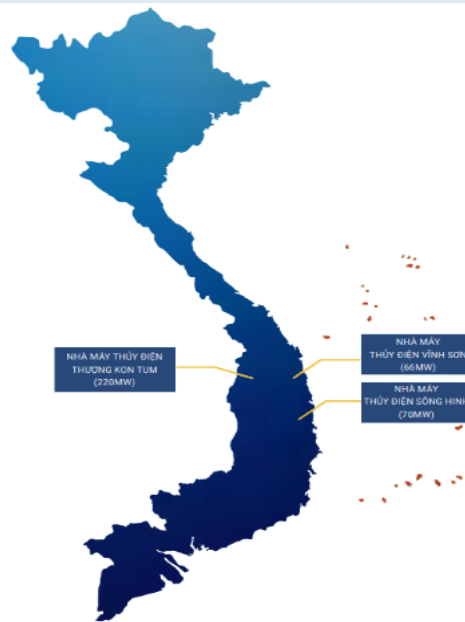 NHÀ MÁY THỦY ĐIỆN
THƯỢNG KON TUM
(220MW)
NHÀ MÁY
THỦY ĐIỆN VĨNH SƠN
(66MW)
NHÀ MÁY
THỦY ĐIỆN SÔNG HINH
(70MW)